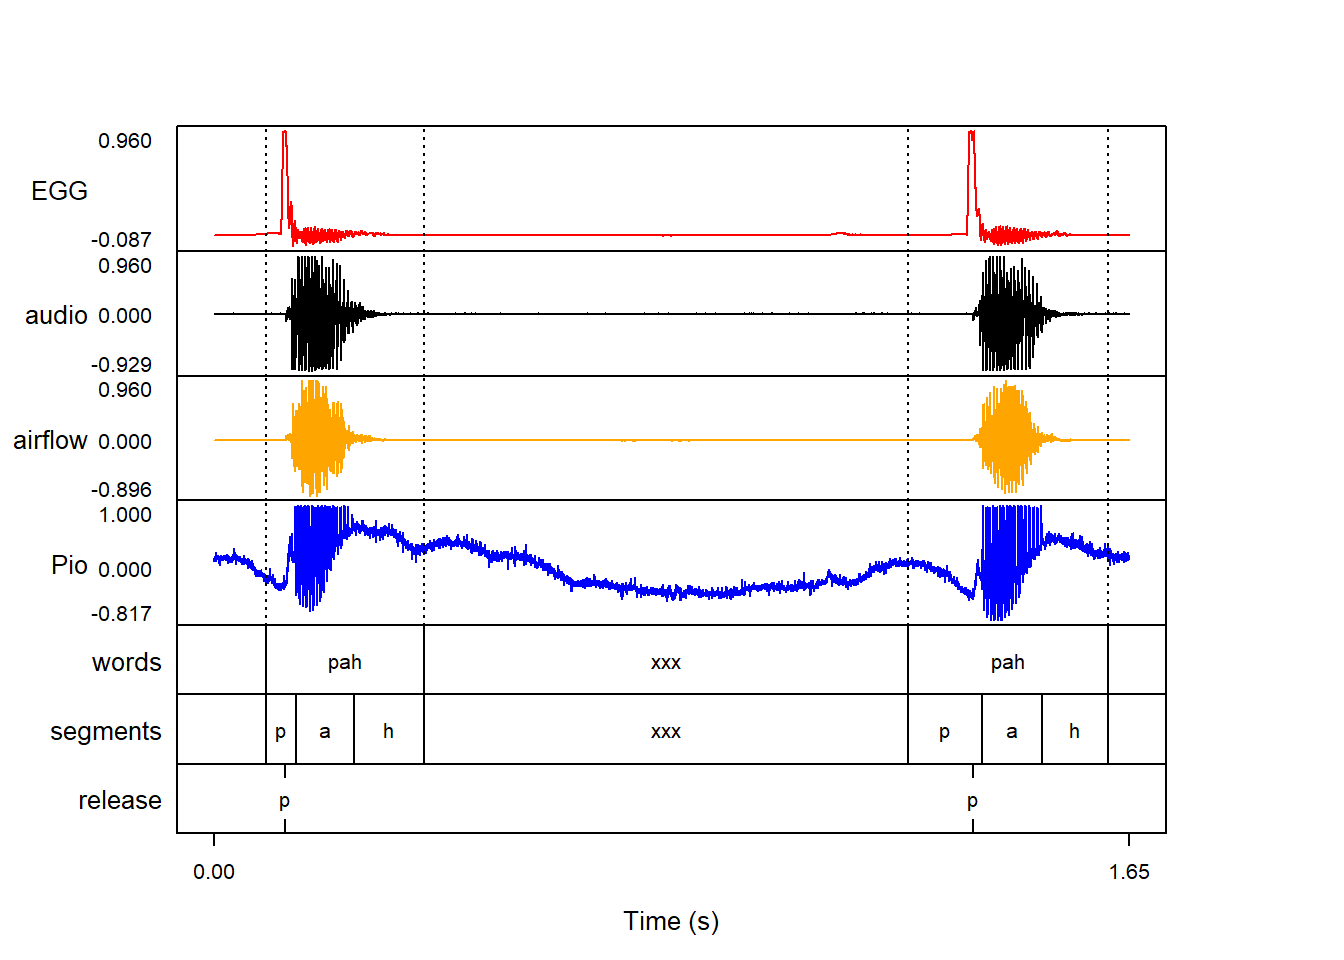 0.960
EGG
-0.087
0.960
audio 0.000
-0.929
0.960
airflow 0.000
-0.896
1.000
Pio 0.000
-0.817
words pah xxx pah
segments p a h xxx p a h
release p p
0.00 1.65
Time (s)